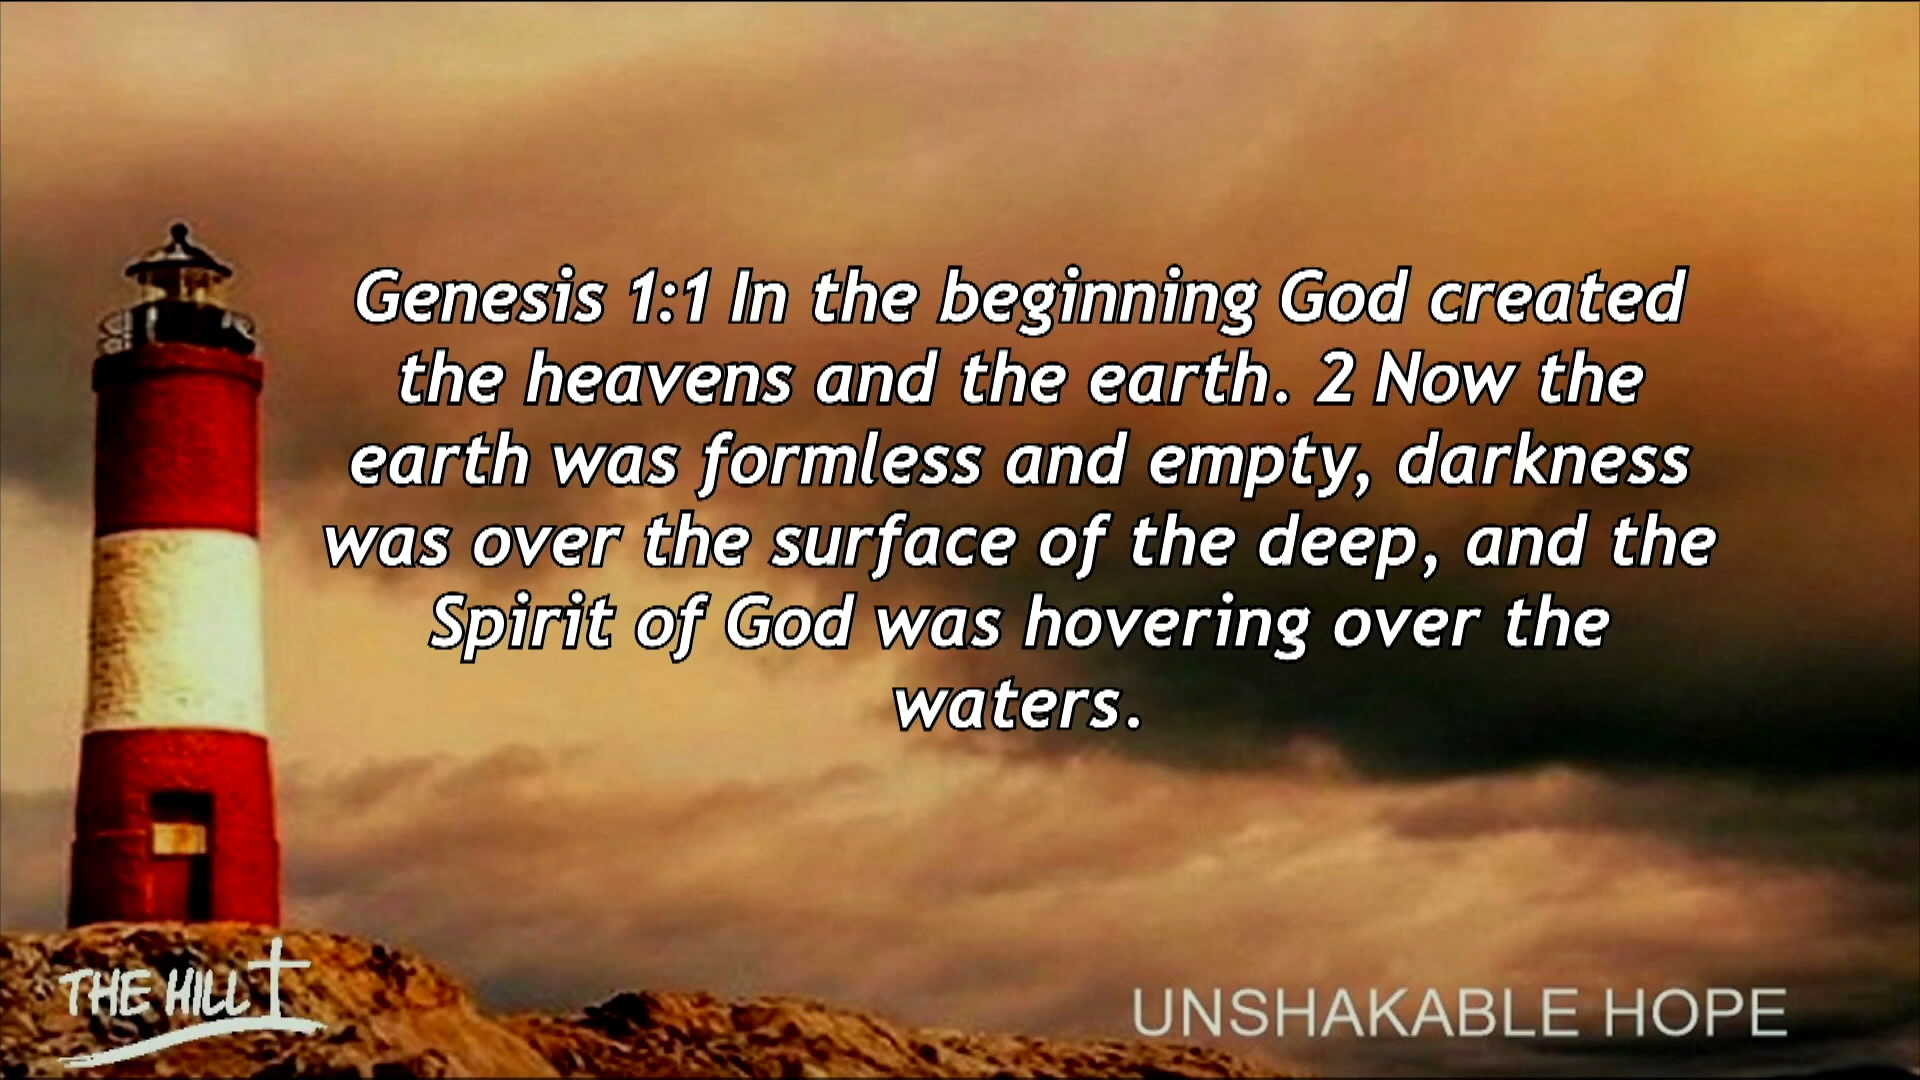 Genesis 1:1 In the beginning God created
the heavens and the earth. 2 Now the
earth was formless and empty, darkness
was over the surface of the deep, and the
Spirit of God was hovering over the
waters.
THE HILL
UNSHAKABLE HOPE